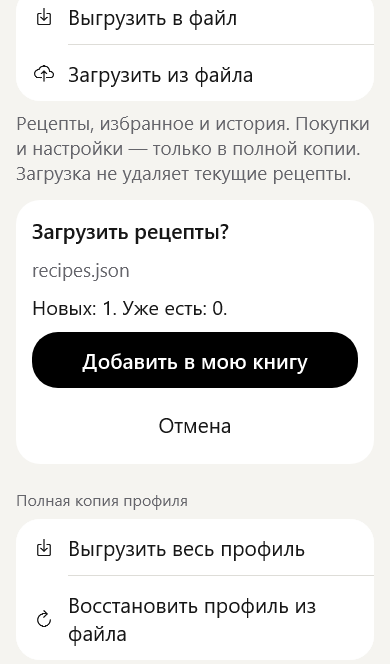 Выгрузить в файл
Загрузить из файла
Рецепты, избранное и история. Покупки
и настройки — только в полной копии.
Загрузка не удаляет текущие рецепты.
Загрузить рецепты?
recipes.json
Новых: 1. Уже есть: 0.
Добавить в мою книгу
Отмена
Полная копия профиля
Выгрузить весь профиль
Восстановить профиль из
файла